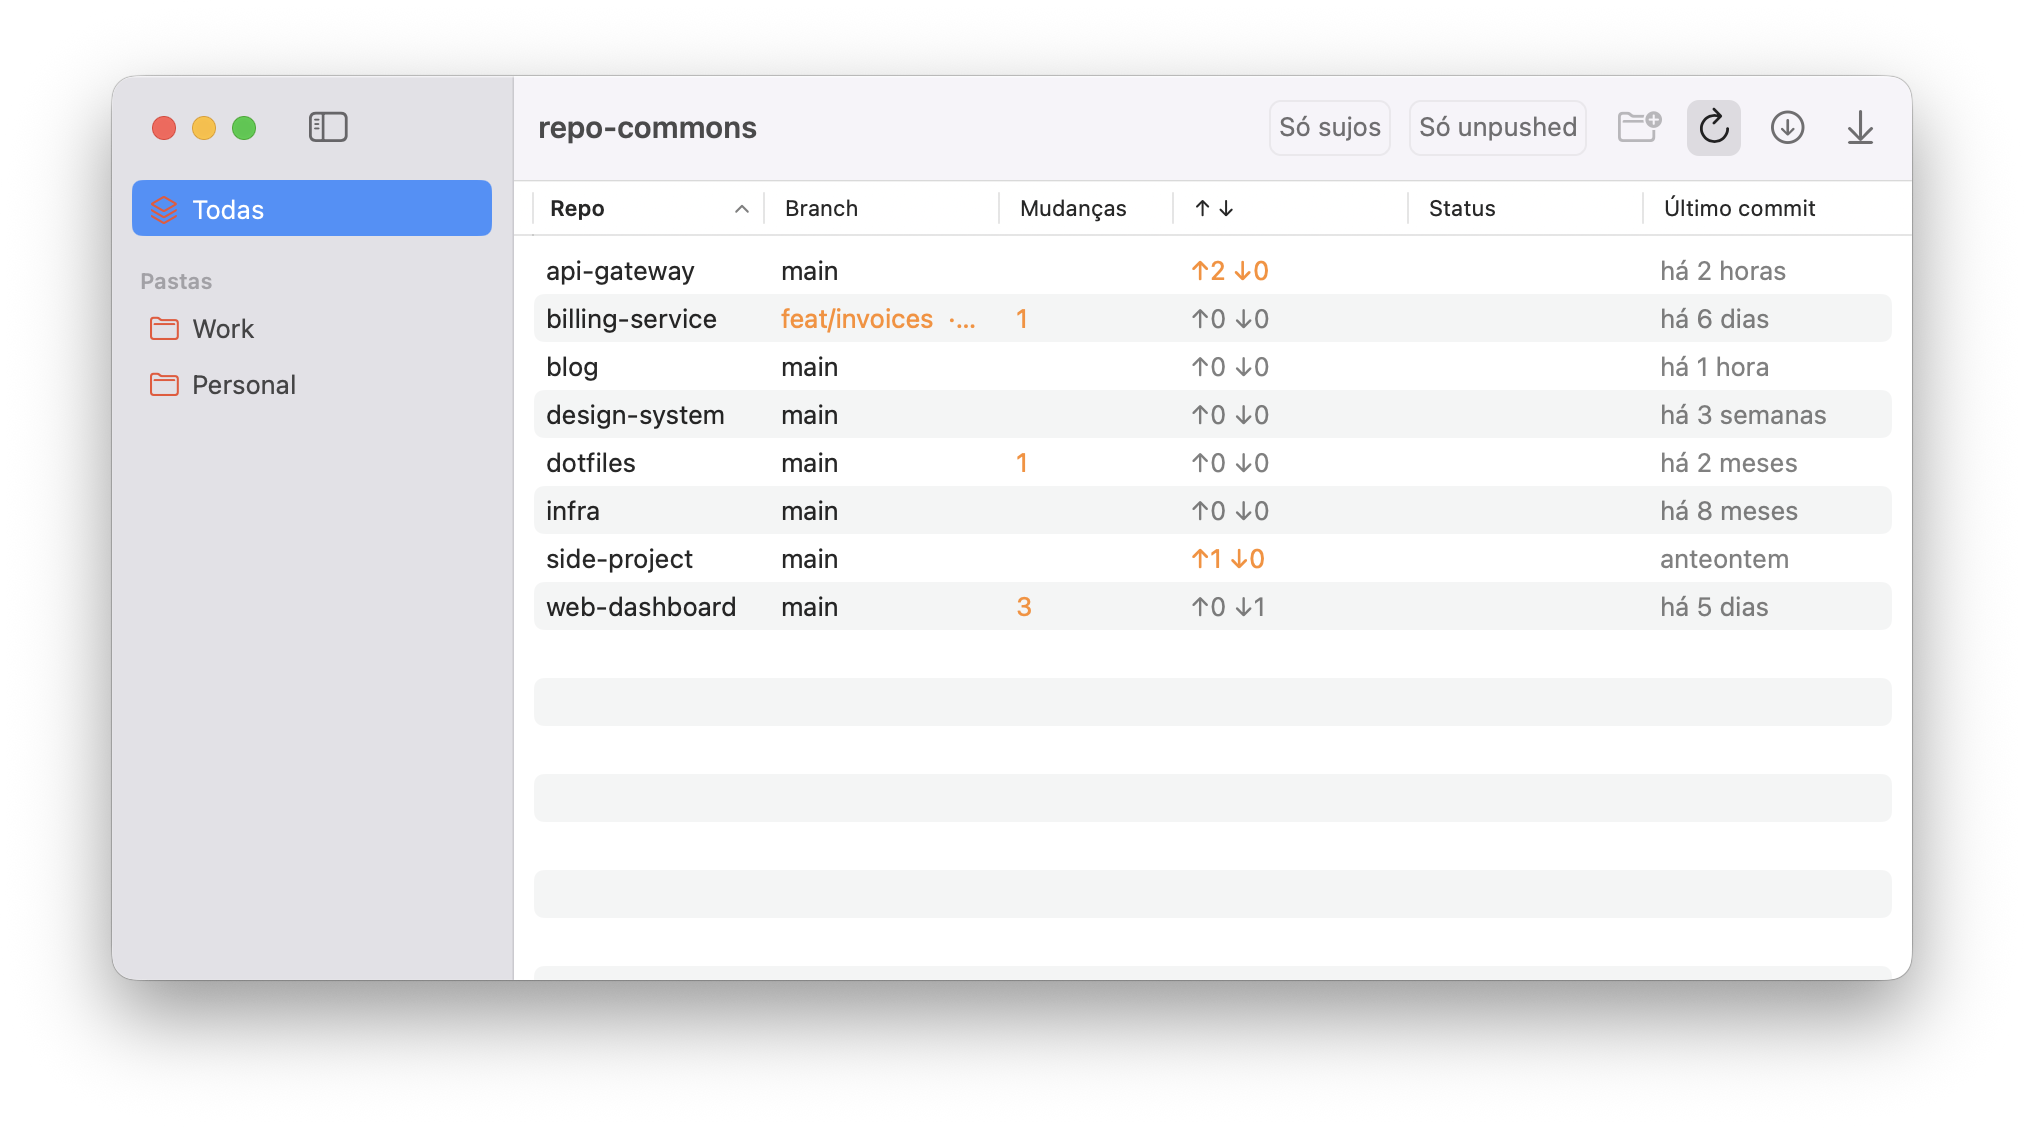 repo-commons
Só sujos
Só unpushed
Todas
Pastas
Work
Personal
Repo Branch Mudanças ↑ ↓ Status Último commit
api-gateway main ↑2 ↓0 há 2 horas
billing-service feat/invoices ·… 1 ↑0 ↓0 há 6 dias
blog main ↑0 ↓0 há 1 hora
design-system main ↑0 ↓0 há 3 semanas
dotfiles main 1 ↑0 ↓0 há 2 meses
infra main ↑0 ↓0 há 8 meses
side-project main ↑1 ↓0 anteontem
web-dashboard main 3 ↑0 ↓1 há 5 dias